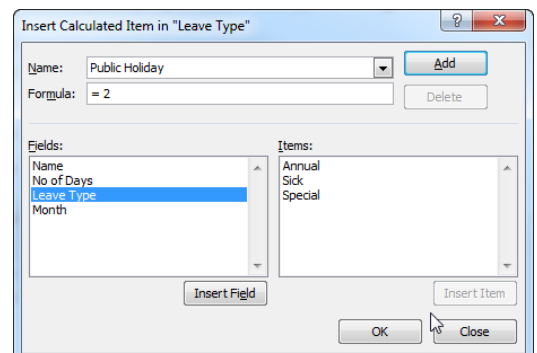 Insert Calculated Item in "Leave Type"
Name: Public Holiday Add
Formula: = 2 Delete
Fields: Items:
Name Annual
No of Days Sick
Leave Type Special
Month
Insert Field Insert Item
OK Close